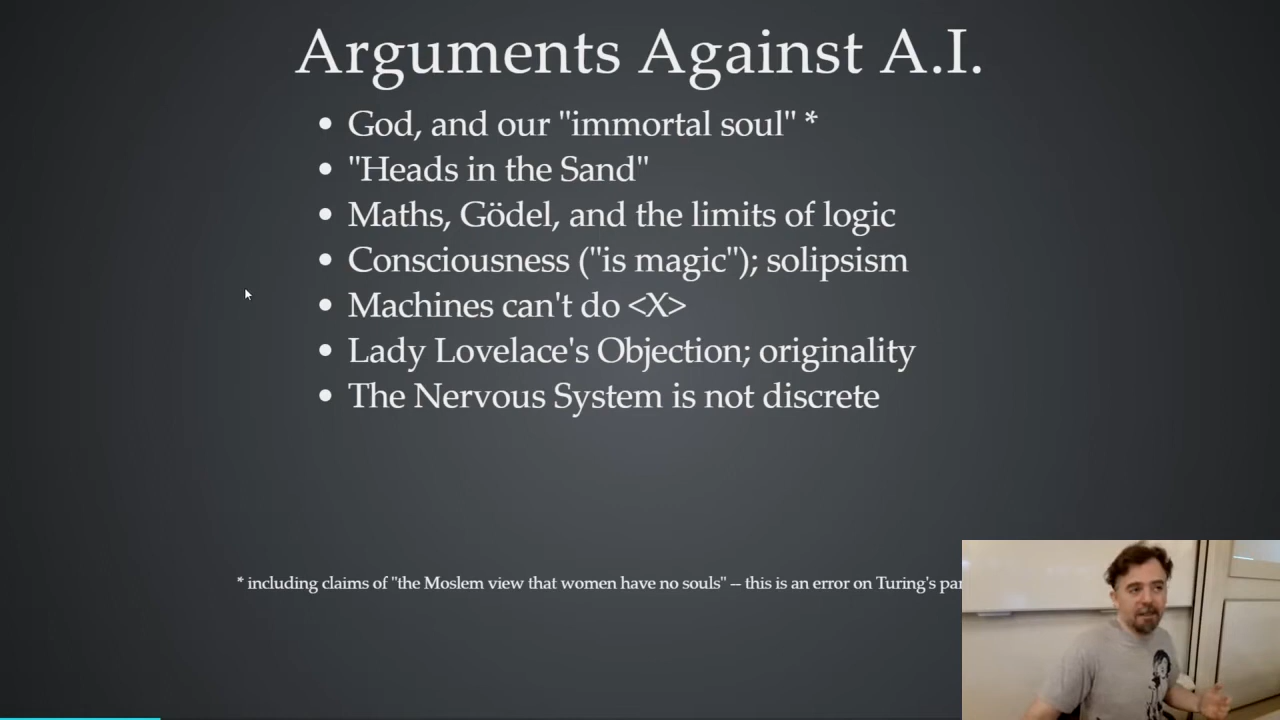 Arguments Against A.I.
• God, and our "immortal soul" *
• "Heads in the Sand"
• Maths, Gödel, and the limits of logic
• Consciousness ("is magic"); solipsism
• Machines can't do <X>
• Lady Lovelace's Objection; originality
• The Nervous System is not discrete
* including claims of "the Moslem view that women have no souls" -- this is an error on Turing's